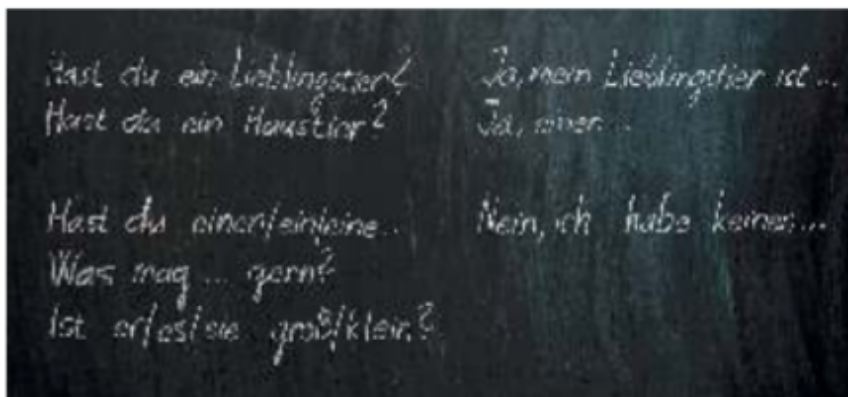 Hast du ein Lieblingstier? Ja, mein Lieblingstier ist ...
Hast du ein Haustier? Ja, einen ...
Hast du einen/ein/eine ... Nein, ich habe keinen ...
Was mag ... gern?
Ist er/es/sie groß/klein?